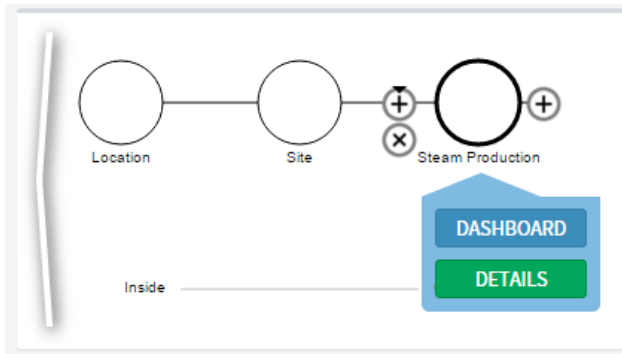 Location
Site
Steam Production
DASHBOARD
DETAILS
Inside